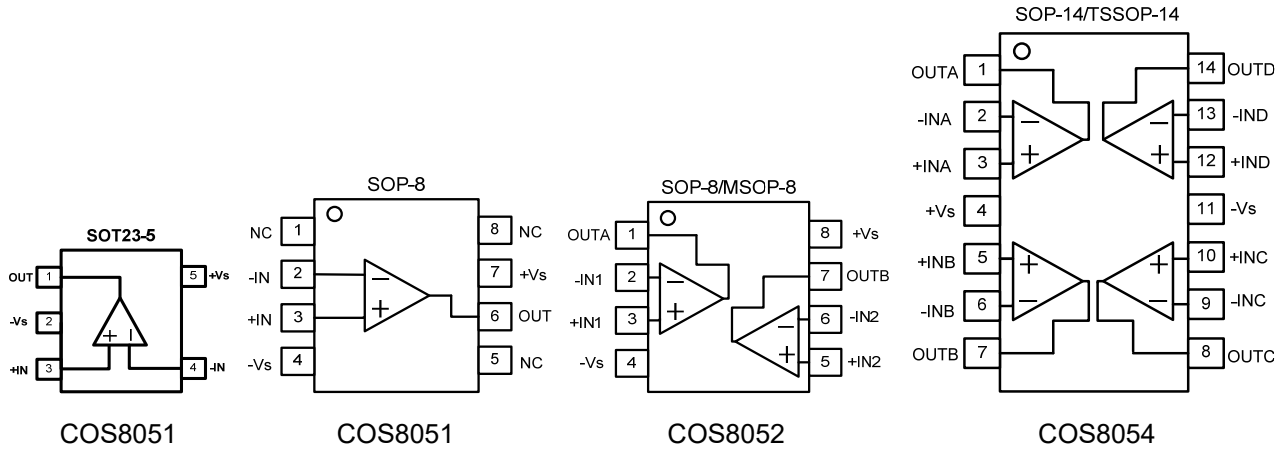 SOT23-5
OUT 1
5 +Vs
-Vs 2
+IN 3
4 -IN
+
−
COS8051
SOP-8
NC 1
8 NC
-IN 2
7 +Vs
+IN 3
6 OUT
-Vs 4
5 NC
−
+
COS8051
SOP-8/MSOP-8
OUTA 1
8 +Vs
-IN1 2
7 OUTB
+IN1 3
6 -IN2
-Vs 4
5 +IN2
−
+
−
+
COS8052
SOP-14/TSSOP-14
OUTA 1
14 OUTD
-INA 2
13 -IND
+INA 3
12 +IND
+Vs 4
11 -Vs
+INB 5
10 +INC
-INB 6
9 -INC
OUTB 7
8 OUTC
−
+
−
+
+
−
+
−
COS8054